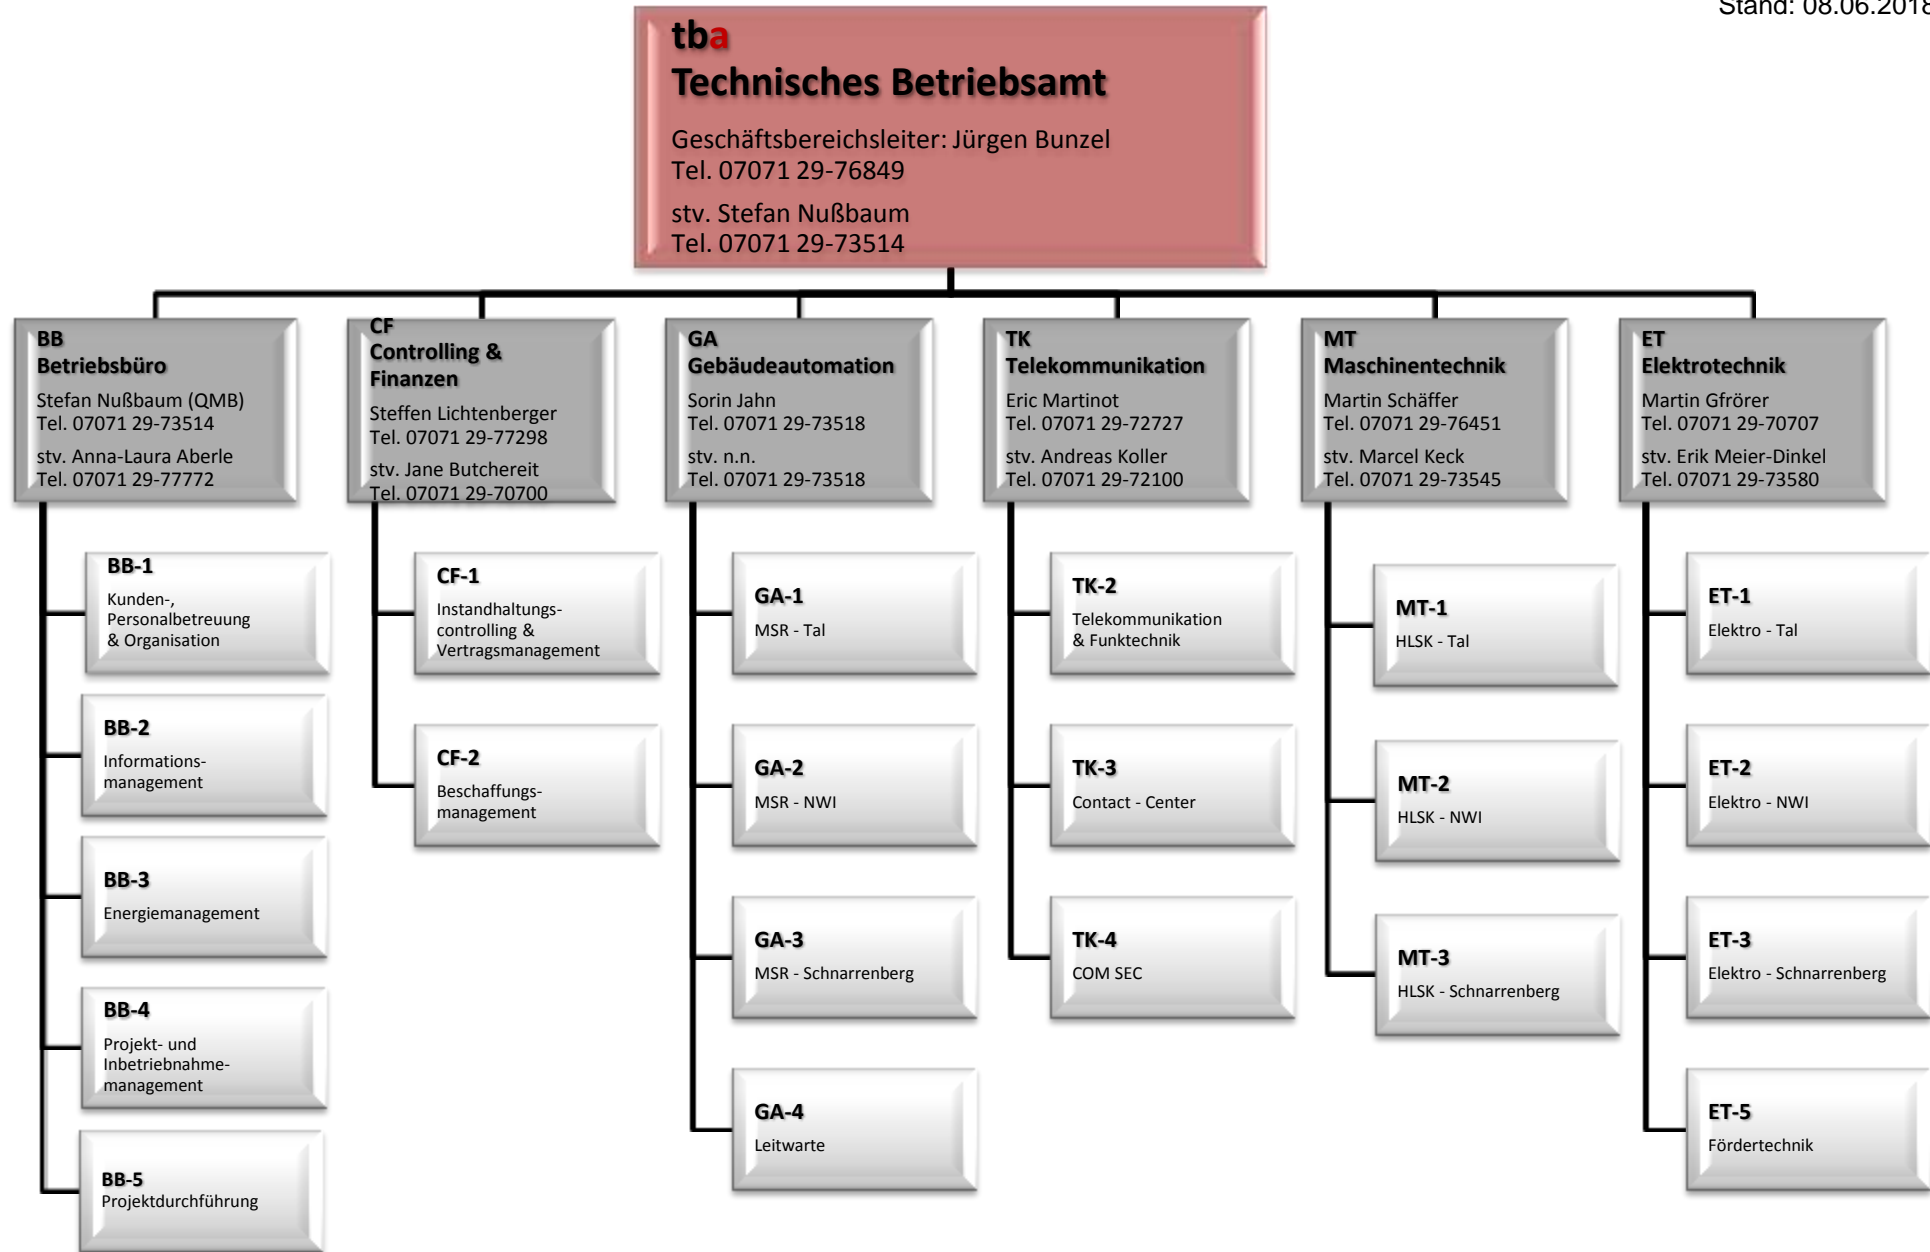 Stand: 08.06.2018
tba
Technisches Betriebsamt
Geschäftsbereichsleiter: Jürgen Bunzel
Tel. 07071 29-76849
stv. Stefan Nußbaum
Tel. 07071 29-73514
BB
Betriebsbüro
Stefan Nußbaum (QMB)
Tel. 07071 29-73514
stv. Anna-Laura Aberle
Tel. 07071 29-77772
CF
Controlling &
Finanzen
Steffen Lichtenberger
Tel. 07071 29-77298
stv. Jane Butchereit
Tel. 07071 29-70700
GA
Gebäudeautomation
Sorin Jahn
Tel. 07071 29-73518
stv. n.n.
Tel. 07071 29-73518
TK
Telekommunikation
Eric Martinot
Tel. 07071 29-72727
stv. Andreas Koller
Tel. 07071 29-72100
MT
Maschinentechnik
Martin Schäffer
Tel. 07071 29-76451
stv. Marcel Keck
Tel. 07071 29-73545
ET
Elektrotechnik
Martin Gfrörer
Tel. 07071 29-70707
stv. Erik Meier-Dinkel
Tel. 07071 29-73580
BB-1
Kunden-,
Personalbetreuung
& Organisation
BB-2
Informations-
management
BB-3
Energiemanagement
BB-4
Projekt- und
Inbetriebnahme-
management
BB-5
Projektdurchführung
CF-1
Instandhaltungs-
controlling &
Vertragsmanagement
CF-2
Beschaffungs-
management
GA-1
MSR - Tal
GA-2
MSR - NWI
GA-3
MSR - Schnarrenberg
GA-4
Leitwarte
TK-2
Telekommunikation
& Funktechnik
TK-3
Contact - Center
TK-4
COM SEC
MT-1
HLSK - Tal
MT-2
HLSK - NWI
MT-3
HLSK - Schnarrenberg
ET-1
Elektro - Tal
ET-2
Elektro - NWI
ET-3
Elektro - Schnarrenberg
ET-5
Fördertechnik